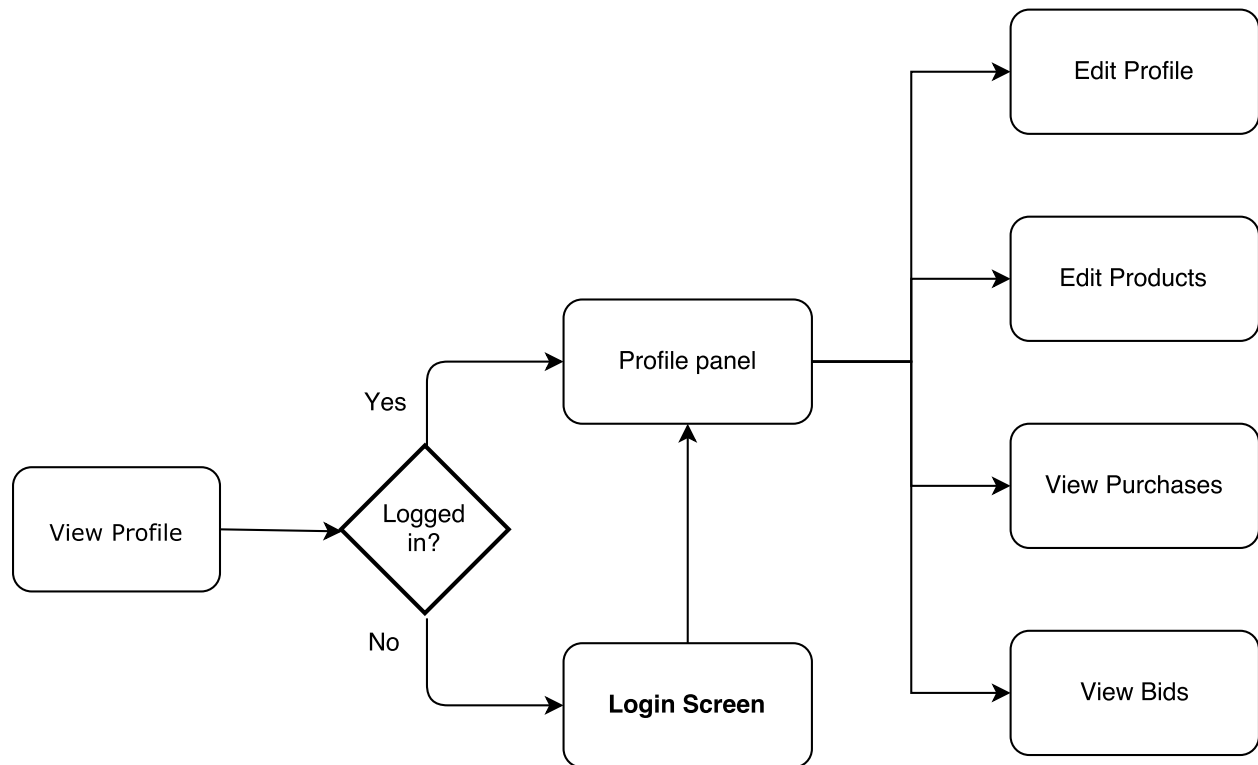 Edit Profile
Edit Products
Profile panel
Yes
View Profile
Logged
in?
View Purchases
No
Login Screen
View Bids